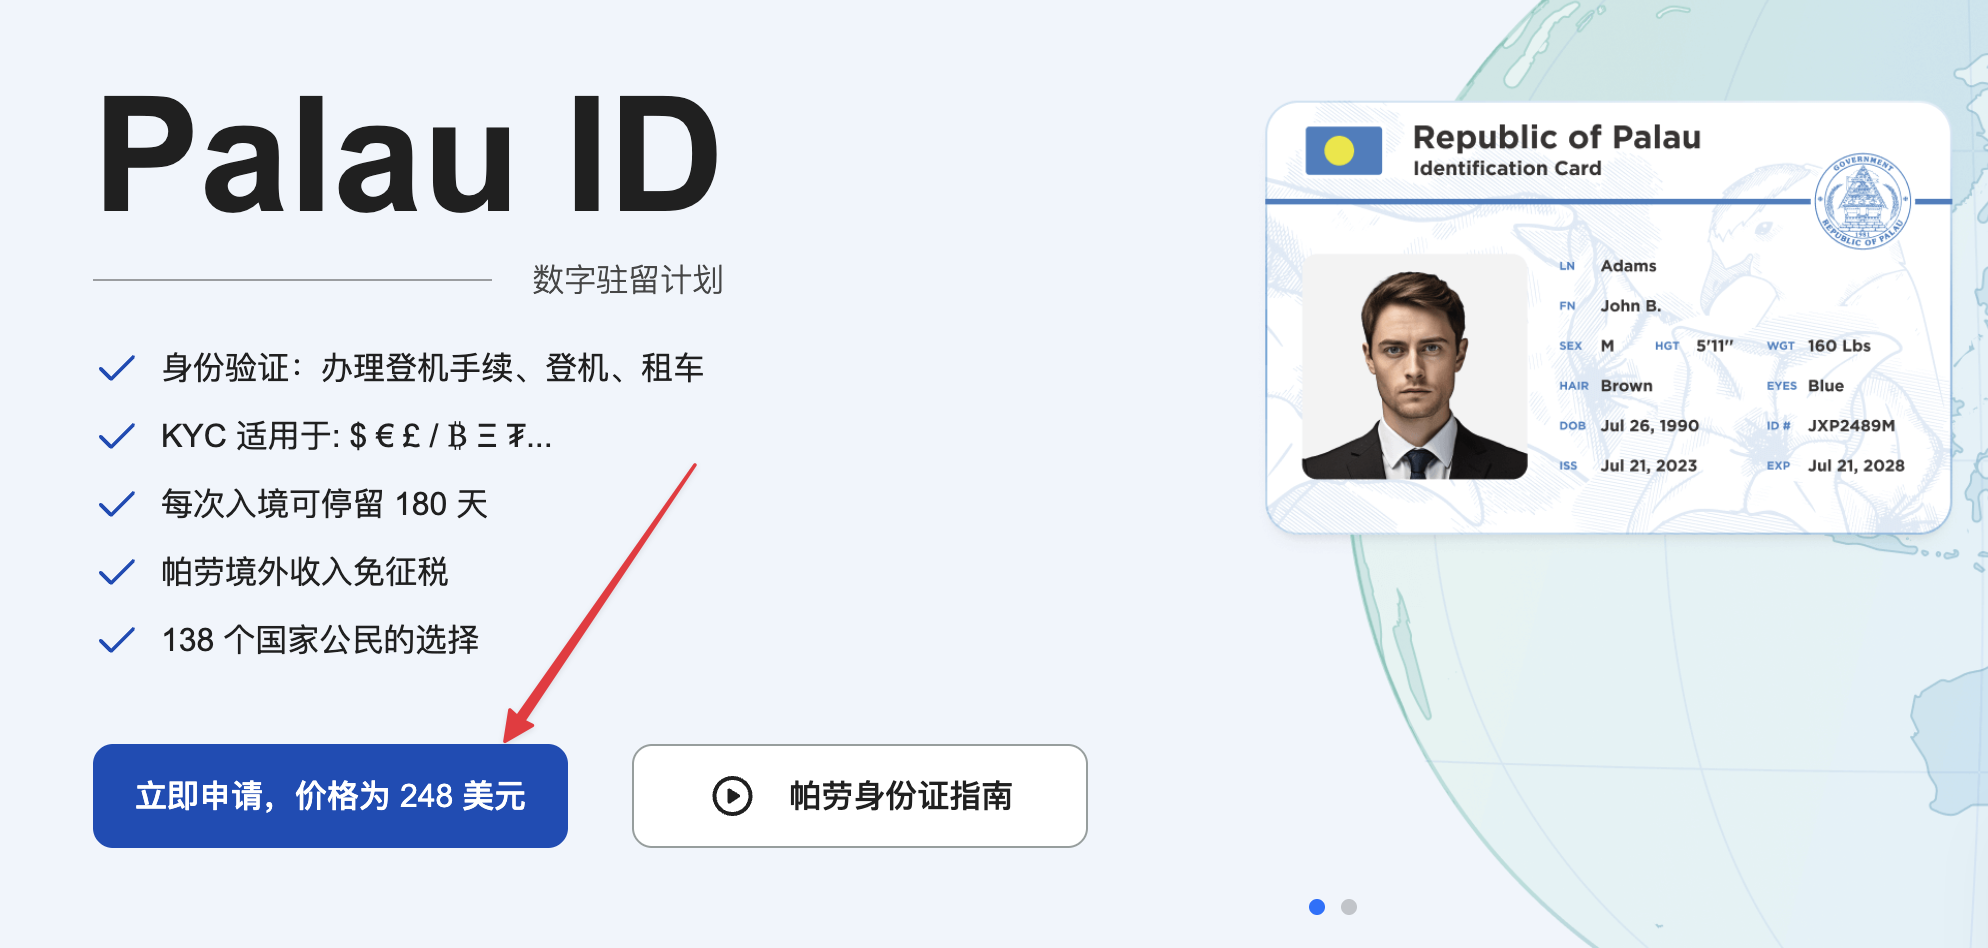 Palau ID
数字驻留计划
身份验证：办理登机手续、登机、租车
KYC 适用于: $ € £ / ₿ Ξ ₮...
每次入境可停留 180 天
帕劳境外收入免征税
138 个国家公民的选择
立即申请，价格为 248 美元
帕劳身份证指南
Republic of Palau
Identification Card
GOVERNMENT
1981
REPUBLIC OF PALAU
LN Adams
FN John B.
SEX M HGT 5'11'' WGT 160 Lbs
HAIR Brown EYES Blue
DOB Jul 26, 1990 ID # JXP2489M
ISS Jul 21, 2023 EXP Jul 21, 2028